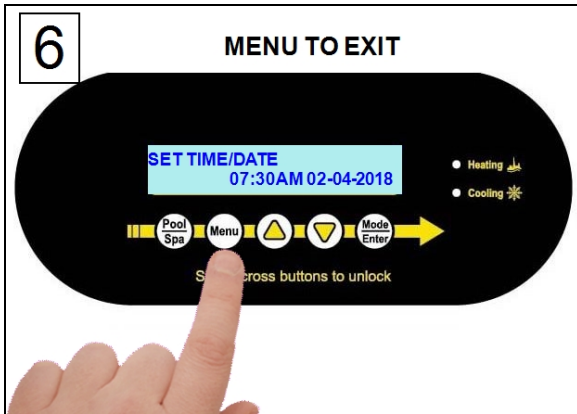 6
MENU TO EXIT
SET TIME/DATE
07:30AM 02-04-2018
Heating
Cooling
Pool
Spa
Menu
Mode
Enter
cross buttons to unlock